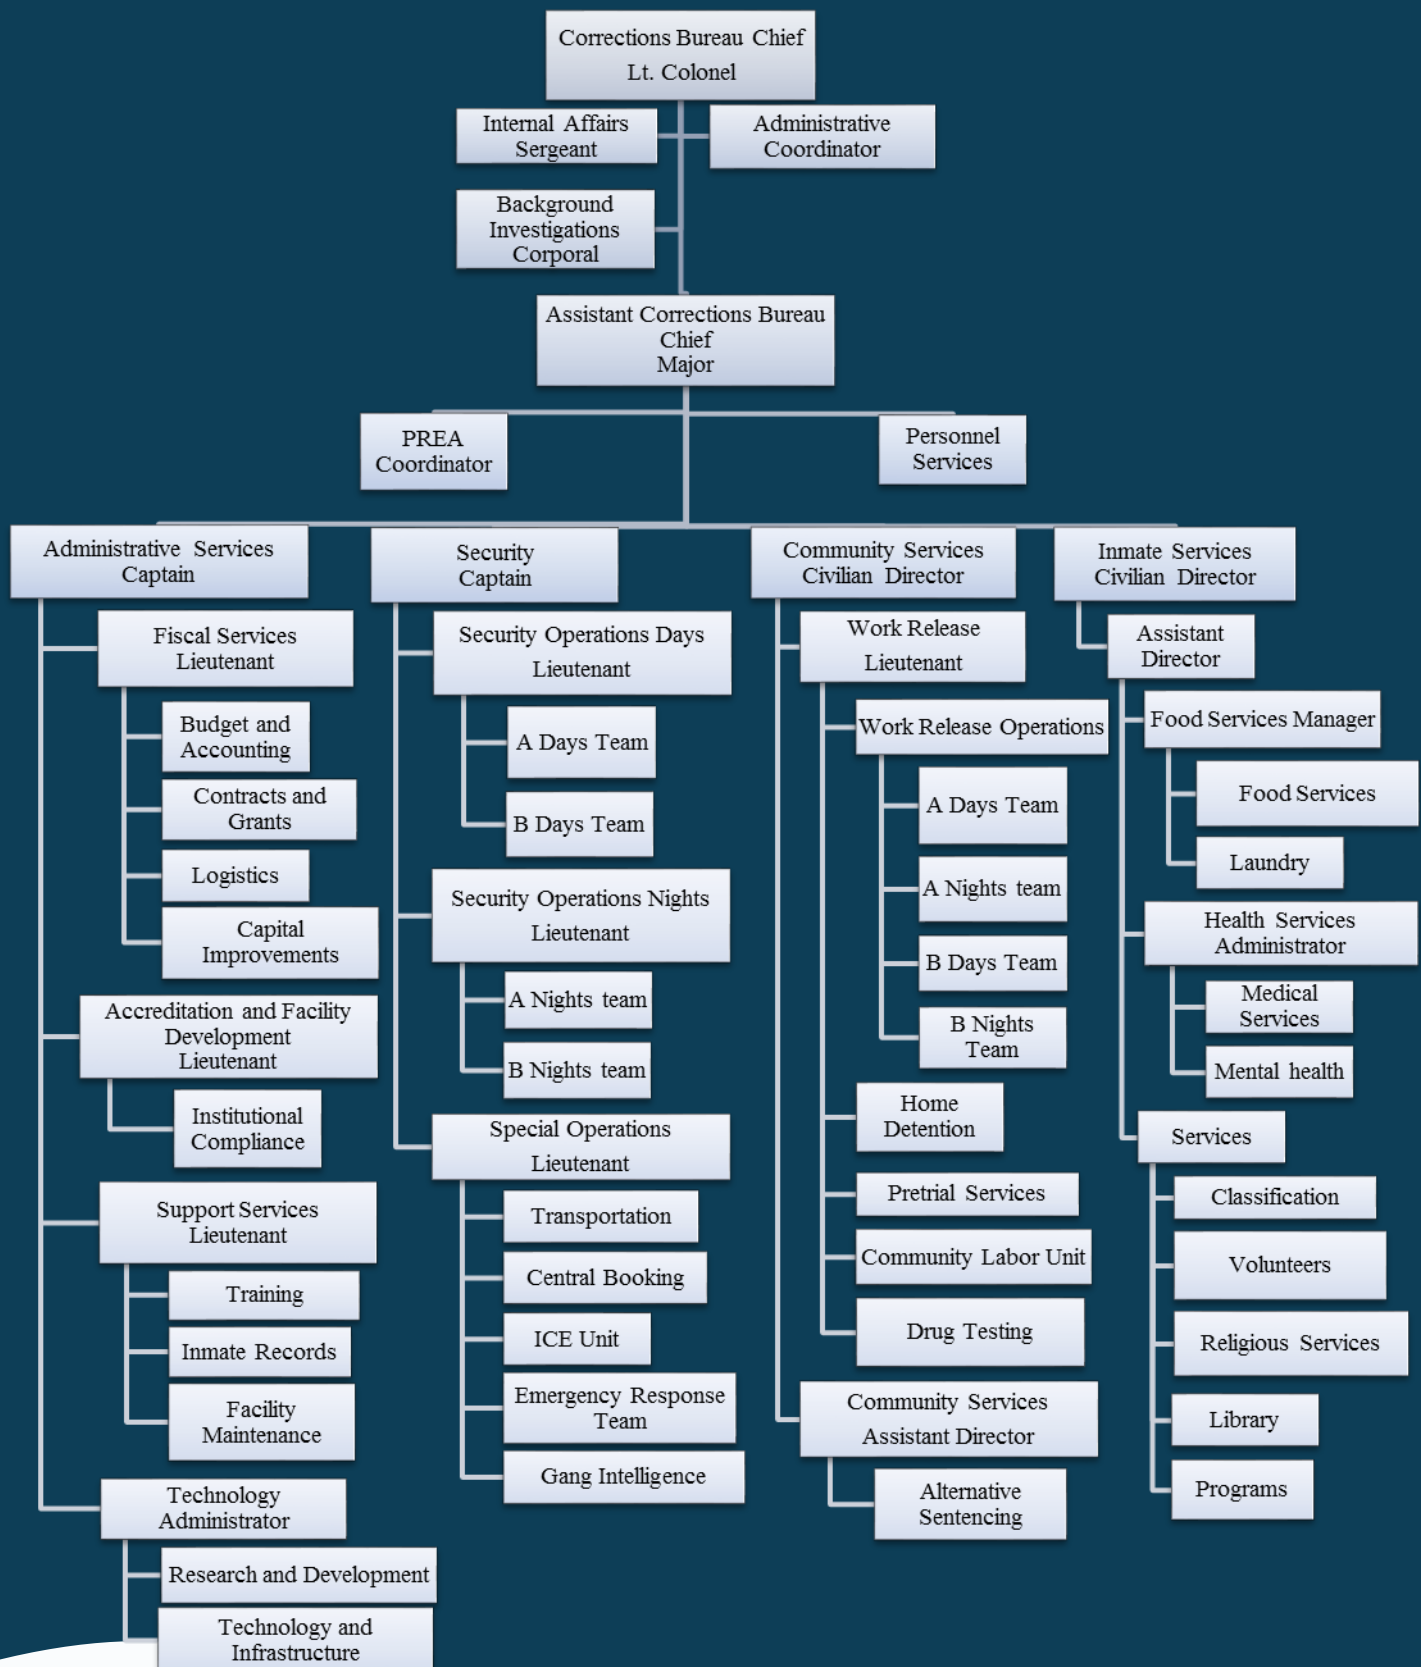 Corrections Bureau Chief
Lt. Colonel
Internal Affairs
Sergeant
Administrative
Coordinator
Background
Investigations
Corporal
Assistant Corrections Bureau
Chief
Major
PREA
Coordinator
Personnel
Services
Administrative Services
Captain
Fiscal Services
Lieutenant
Budget and
Accounting
Contracts and
Grants
Logistics
Capital
Improvements
Accreditation and Facility
Development
Lieutenant
Institutional
Compliance
Support Services
Lieutenant
Training
Inmate Records
Facility
Maintenance
Technology
Administrator
Research and Development
Technology and
Infrastructure
Security
Captain
Security Operations Days
Lieutenant
A Days Team
B Days Team
Security Operations Nights
Lieutenant
A Nights team
B Nights team
Special Operations
Lieutenant
Transportation
Central Booking
ICE Unit
Emergency Response
Team
Gang Intelligence
Community Services
Civilian Director
Work Release
Lieutenant
Work Release Operations
A Days Team
A Nights team
B Days Team
B Nights
Team
Home
Detention
Pretrial Services
Community Labor Unit
Drug Testing
Community Services
Assistant Director
Alternative
Sentencing
Inmate Services
Civilian Director
Assistant
Director
Food Services Manager
Food Services
Laundry
Health Services
Administrator
Medical
Services
Mental health
Services
Classification
Volunteers
Religious Services
Library
Programs